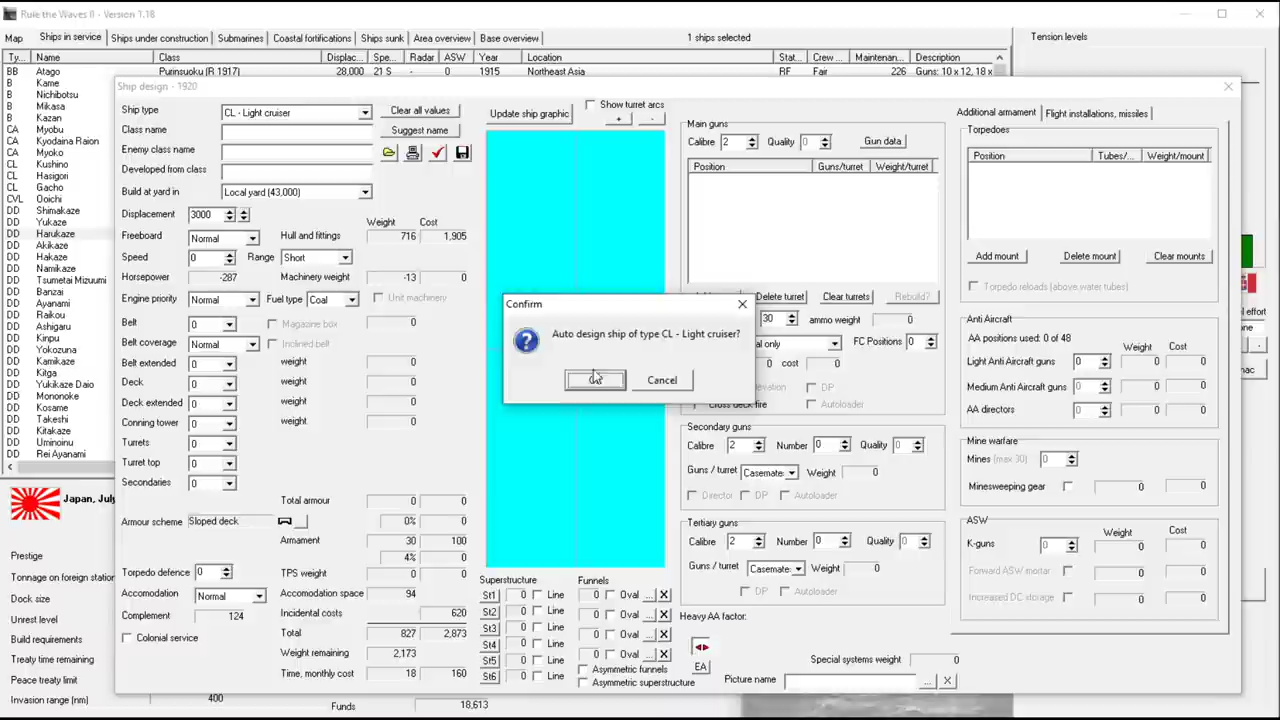 Rule the Waves II - Version 1.18
Map Ships in service Ships under construction Submarines Coastal fortifications Ships sunk Area overview Base overview 1 ships selected Tension levels
Ty... Name Class Displac... Spe... Radar ASW Year Location Stat... Crew ... Maintenan... Description
BB Atago Purinsuoku (R 1917) 28,000 21 S - 0 1915 Northeast Asia RF Fair 226 Guns: 10 x 12, 18 x
B Kame
B Nichibotsu
B Mikasa
B Kazan
CA Myobu
CA Kyodaina Raion
CA Myoko
CL Kushino
CL Hasigori
CL Gacho
CVL Ooichi
DD Shimakaze
DD Yukaze
DD Harukaze
DD Akikaze
DD Hakaze
DD Namikaze
DD Tsumetai Mizuumi
DD Banzai
DD Ayanami
DD Raikou
DD Ashigaru
DD Kinpu
DD Yokozuna
DD Kamikaze
DD Kitga
DD Yukikaze Daio
DD Mononoke
DD Kosame
DD Takeshi
DD Kitakaze
DD Uminoinu
DD Rei Ayanami
Japan, July
Prestige
Tonnage on foreign station
Dock size
Unrest level
Build requirements
Treaty time remaining
Peace treaty limit
Invasion range (nm) 400
Funds 18,613
Ship design - 1920
Ship type CL - Light cruiser Clear all values
Class name Suggest name
Enemy class name
Developed from class
Build at yard in Local yard (43,000)
Displacement 3000
Weight Cost
Freeboard Normal Hull and fittings 716 1,905
Speed 0 Range Short
Horsepower -287 Machinery weight -13 0
Engine priority Normal Fuel type Coal Unit machinery
Belt 0 Magazine box 0
Belt coverage Normal Inclined belt
Belt extended 0 weight 0
Deck 0 weight 0
Deck extended 0 weight 0
Conning tower 0 weight 0
Turrets 0
Turret top 0
Secondaries 0
Total armour 0 0
Armour scheme Sloped deck 0% 0
Armament 30 100
4% 0
Torpedo defence 0 TPS weight 0 0
Accomodation Normal Accomodation space 94
Complement 124 Incidental costs 620
Colonial service Total 827 2,873
Weight remaining 2,173
Time, monthly cost 18 160
Update ship graphic Show turret arcs
+ -
Superstructure Funnels
St1 0 Line 0 Oval ... X
St2 0 Line 0 Oval ... X
St3 0 Line 0 Oval ... X
St4 0 Line 0 Oval ... X
St5 0 Line Asymmetric funnels
St6 0 Line Asymmetric superstructure
Confirm
Auto design ship of type CL - Light cruiser?
Cancel
Main guns
Calibre 2 Quality 0 Gun data
Position Guns/turret Weight/turret
Delete turret Clear turrets Rebuild?
30 ammo weight 0
al only FC Positions 0
cost 0
elevation DP
Cross deck fire Autoloader
Secondary guns
Calibre 2 Number 0 Quality 0
Guns / turret Casemate Weight 0
Director DP Autoloader
Tertiary guns
Calibre 2 Number 0 Quality 0
Guns / turret Casemate Weight 0
DP Autoloader
Heavy AA factor:
EA
Picture name ... X
Special systems weight 0
Additional armament Flight installations, missiles
Torpedoes
Position Tubes/... Weight/mount
Add mount Delete mount Clear mounts
Torpedo reloads (above water tubes)
Anti Aircraft
AA positions used: 0 of 48
Weight Cost
Light Anti Aircraft guns 0 0 0
Medium Anti Aircraft guns 0 0 0
AA directors 0 0 0
Mine warfare
Mines (max 30) 0 0 0
Minesweeping gear 0 0
ASW Weight Cost
K-guns 0 0 0
Forward ASW mortar 0 0
Increased DC storage 0 0